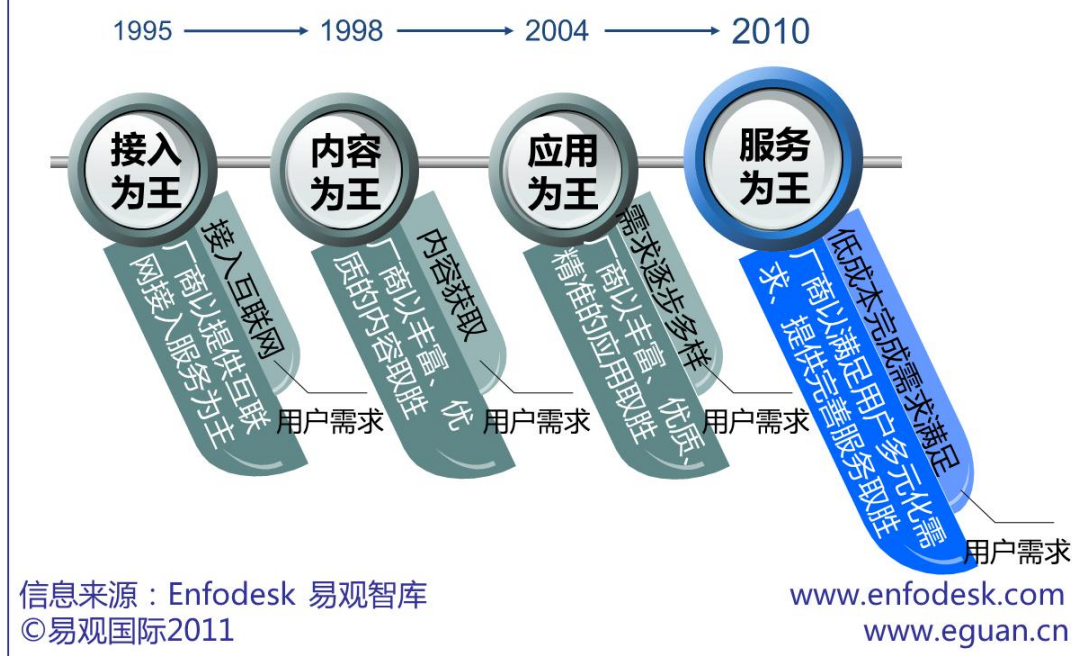 1995
1998
2004
2010
接入
为王
内容
为王
应用
为王
服务
为王
接入互联网
厂商以提供互联
网接入服务为主
用户需求
内容获取
厂商以丰富、优
质的内容取胜
用户需求
需求逐步多样
厂商以丰富、优质、
精准的应用取胜
用户需求
低成本完成需求满足
厂商以满足用户多元化需
求、提供完善服务取胜
用户需求
信息来源：Enfodesk 易观智库
©易观国际2011
www.enfodesk.com
www.eguan.cn